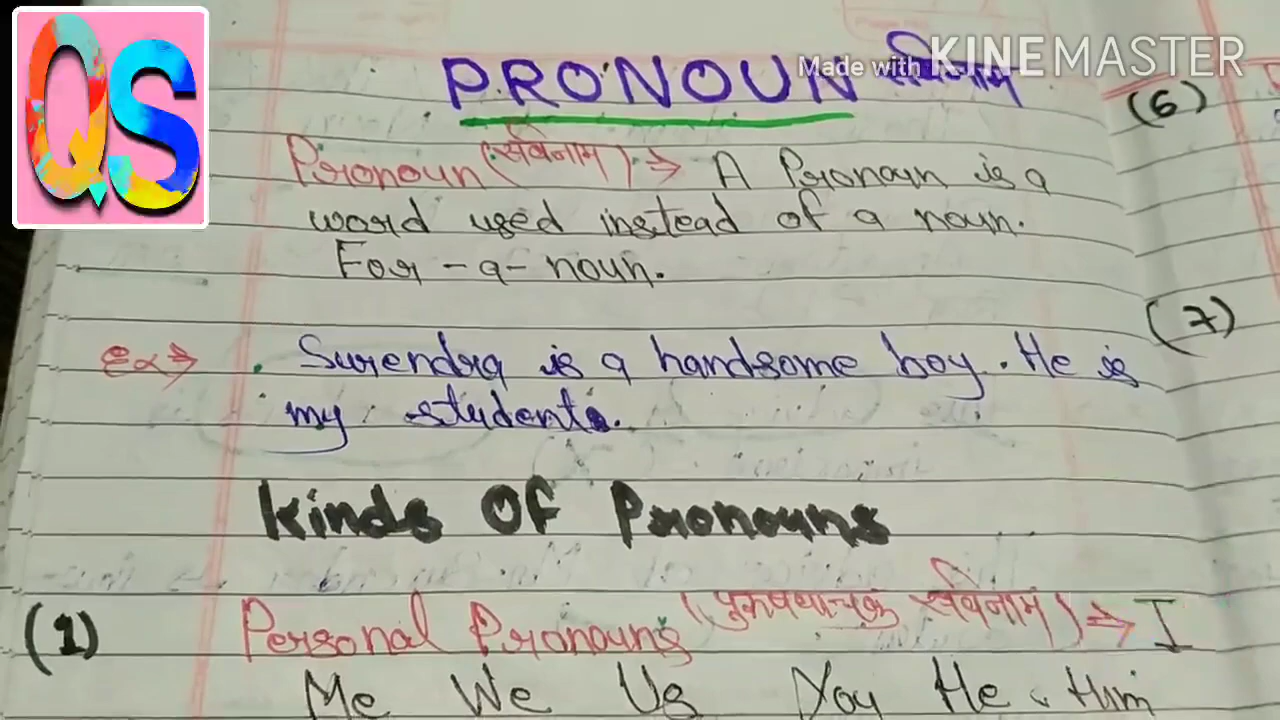 QS
Made with KINEMASTER
PRONOUN
(6)
Pronoun (सर्वनाम) ⇒ A Pronoun is a
word used instead of a noun.
For-a-noun.
(7)
Ex ⇒ Surendra is a handsome boy. He is
my student.
Kinds Of Pronouns
(1) Personal Pronouns (पुरुषवाचक सर्वनाम) ⇒ I
Me We Us You He Him